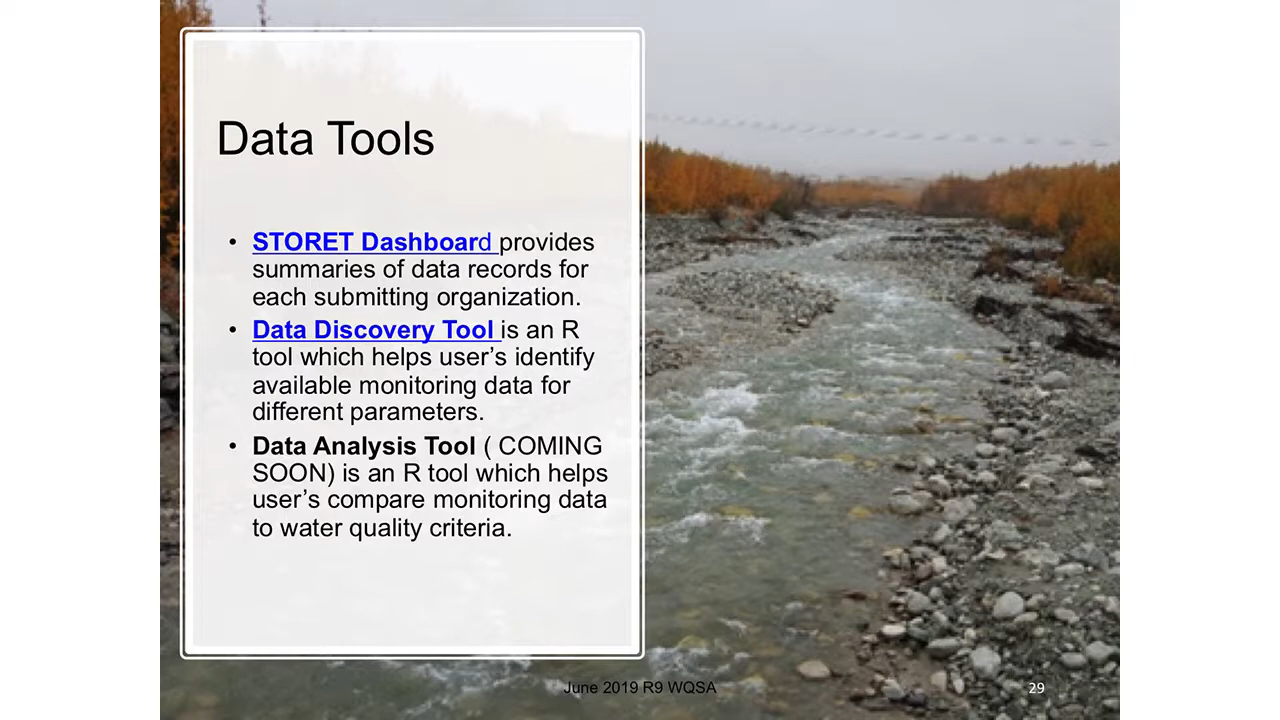 Data Tools
• STORET Dashboard provides
summaries of data records for
each submitting organization.
• Data Discovery Tool is an R
tool which helps user’s identify
available monitoring data for
different parameters.
• Data Analysis Tool ( COMING
SOON) is an R tool which helps
user’s compare monitoring data
to water quality criteria.
June 2019 R9 WQSA
29